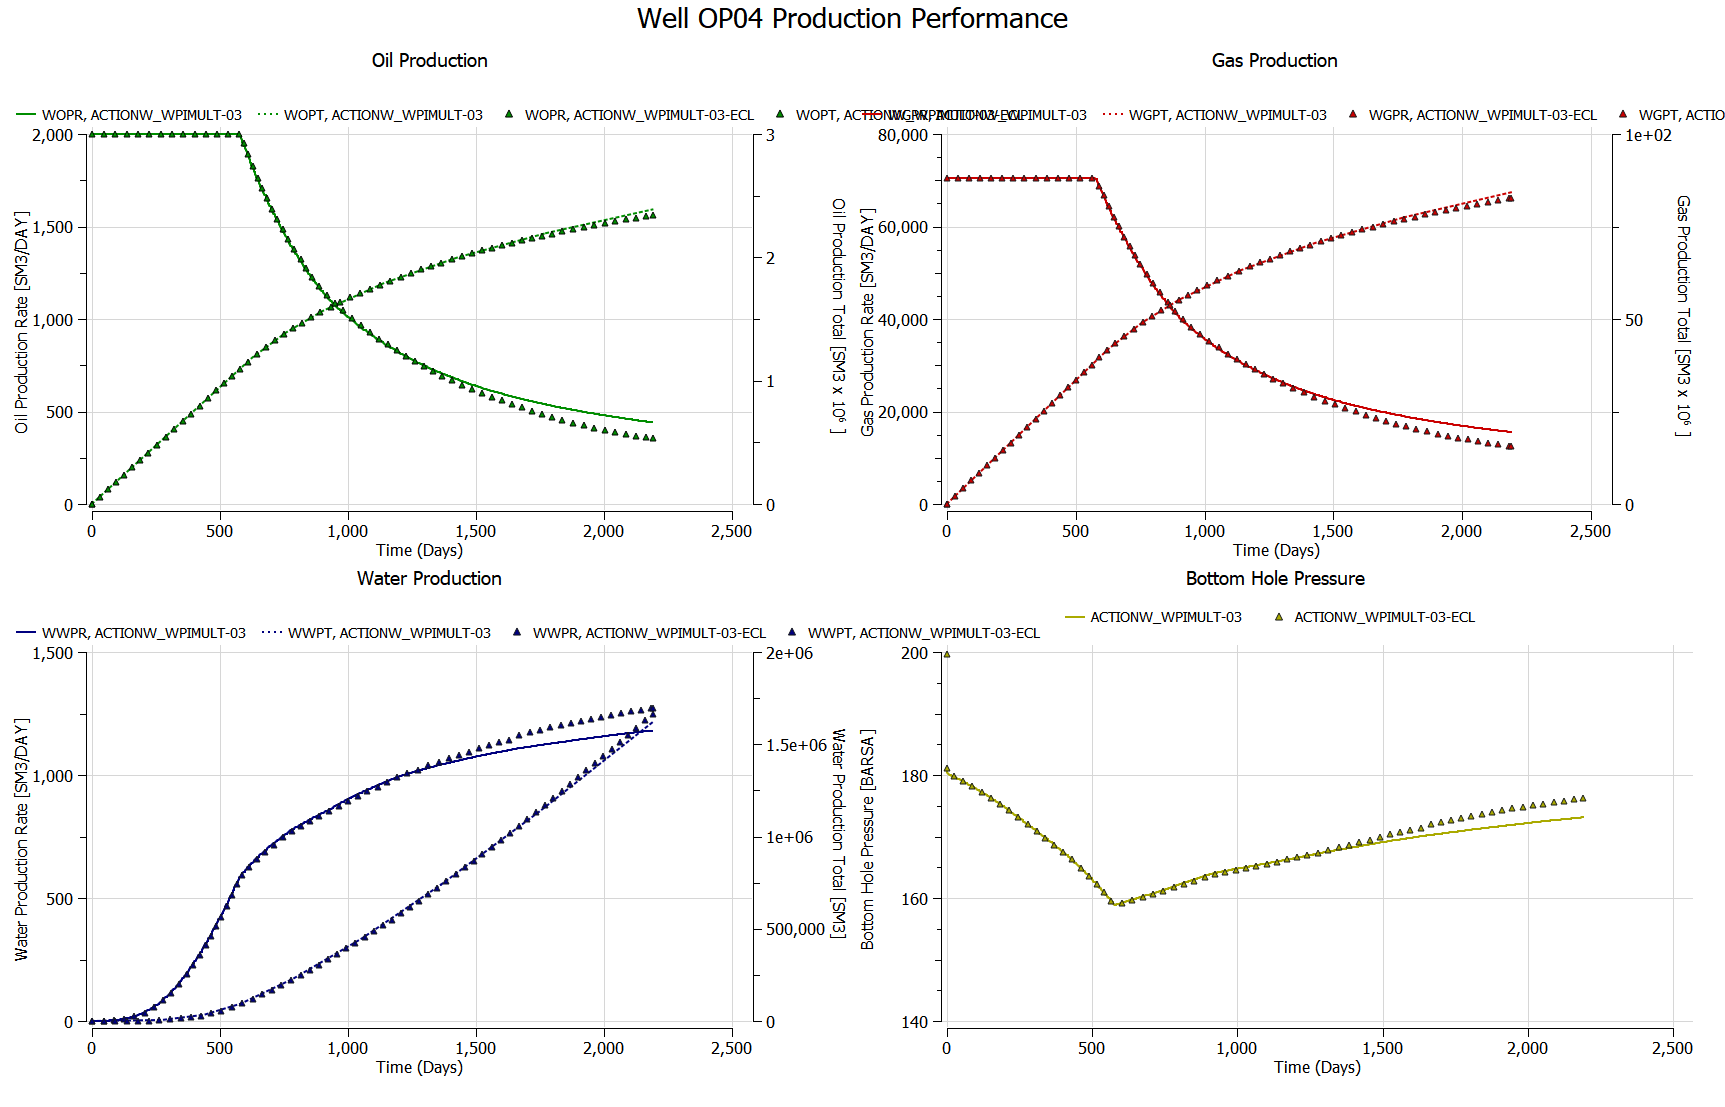 Well OP04 Production Performance
Oil Production
WOPR, ACTIONW_WPIMULT-03
WOPT, ACTIONW_WPIMULT-03
WOPR, ACTIONW_WPIMULT-03-ECL
WOPT, ACTIONW_WPIMULT-03-ECL
2,000
1,500
1,000
500
0
Oil Production Rate [SM3/DAY]
3
2
1
0
Oil Production Total [SM3 x 10⁶ ]
0
500
1,000
1,500
2,000
2,500
Time (Days)
Gas Production
WGPR, ACTIONW_WPIMULT-03
WGPT, ACTIONW_WPIMULT-03
WGPR, ACTIONW_WPIMULT-03-ECL
WGPT, ACTIO
80,000
60,000
40,000
20,000
0
Gas Production Rate [SM3/DAY]
1e+02
50
0
Gas Production Total [SM3 x 10⁶ ]
0
500
1,000
1,500
2,000
2,500
Time (Days)
Water Production
WWPR, ACTIONW_WPIMULT-03
WWPT, ACTIONW_WPIMULT-03
WWPR, ACTIONW_WPIMULT-03-ECL
WWPT, ACTIONW_WPIMULT-03-ECL
1,500
1,000
500
0
Water Production Rate [SM3/DAY]
2e+06
1.5e+06
1e+06
500,000
0
Water Production Total [SM3]
0
500
1,000
1,500
2,000
2,500
Time (Days)
Bottom Hole Pressure
ACTIONW_WPIMULT-03
ACTIONW_WPIMULT-03-ECL
200
180
160
140
Bottom Hole Pressure [BARSA]
0
500
1,000
1,500
2,000
2,500
Time (Days)